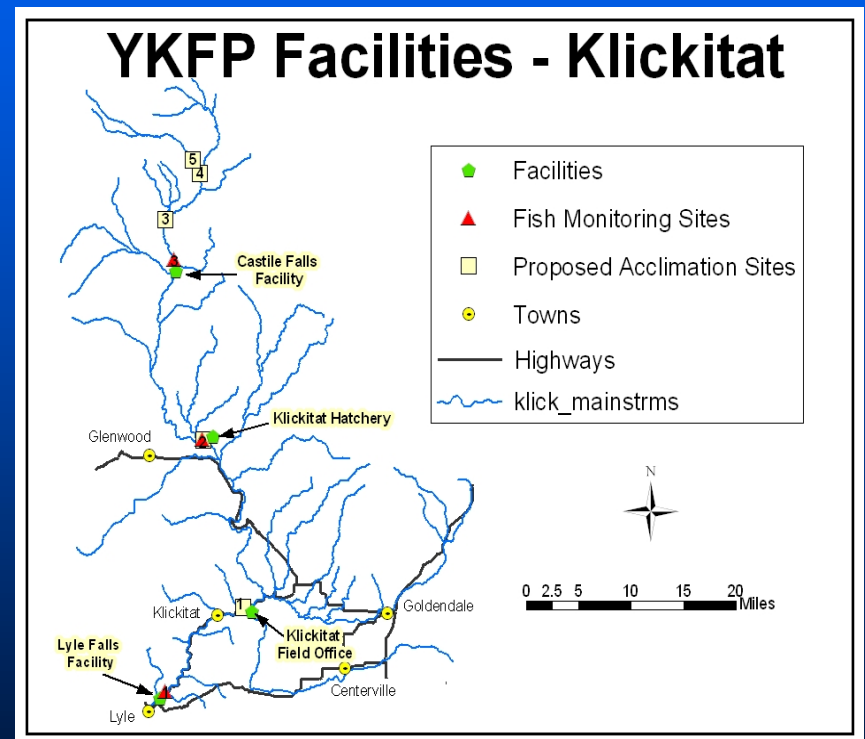 YKFP Facilities - Klickitat
5
4
3
Castile Falls
Facility
Facilities
Fish Monitoring Sites
Proposed Acclimation Sites
Towns
Highways
klick_mainstrms
Klickitat Hatchery
Glenwood
N
0 2.5 5 10 15 20
Miles
1
Klickitat
Goldendale
Klickitat
Field Office
Lyle Falls
Facility
Centerville
Lyle